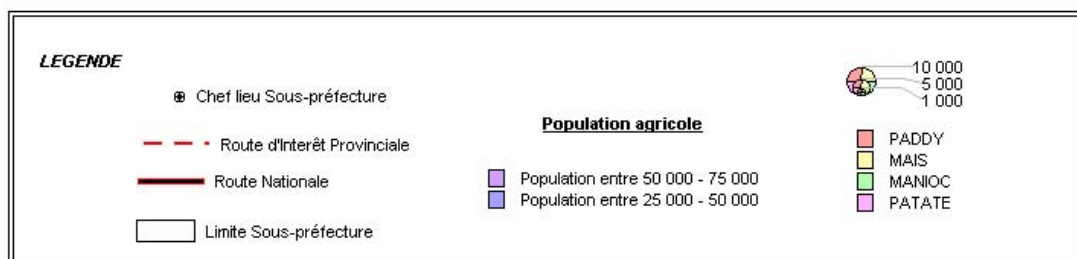 LEGENDE
Chef lieu Sous-préfecture
Route d'Interêt Provinciale
Route Nationale
Limite Sous-préfecture
Population agricole
Population entre 50 000 - 75 000
Population entre 25 000 - 50 000
10 000
5 000
1 000
PADDY
MAIS
MANIOC
PATATE